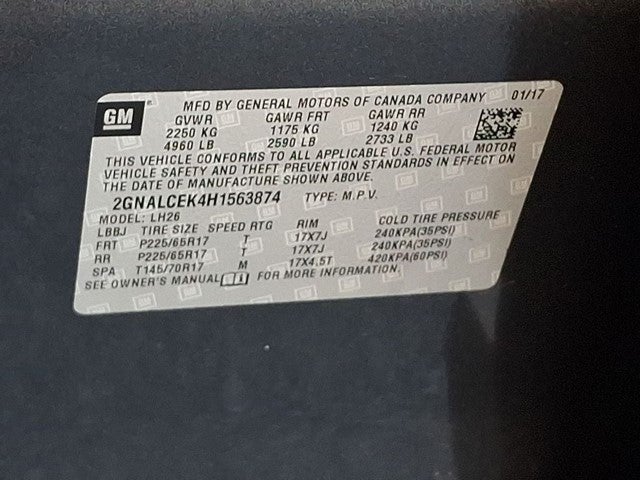 GM
MFD BY GENERAL MOTORS OF CANADA COMPANY 01/17
GVWR GAWR FRT GAWR RR
2250 KG 1175 KG 1240 KG
4960 LB 2590 LB 2733 LB
THIS VEHICLE CONFORMS TO ALL APPLICABLE U.S. FEDERAL MOTOR
VEHICLE SAFETY AND THEFT PREVENTION STANDARDS IN EFFECT ON
THE DATE OF MANUFACTURE SHOWN ABOVE.
2GNALCEK4H1563874 TYPE: M.P.V.
MODEL: LH26
LBBJ TIRE SIZE SPEED RTG RIM COLD TIRE PRESSURE
FRT P225/65R17 T 17X7J 240KPA(35PSI)
RR P225/65R17 T 17X7J 240KPA(35PSI)
SPA T145/70R17 M 17X4.5T 420KPA(60PSI)
SEE OWNER'S MANUAL FOR MORE INFORMATION.